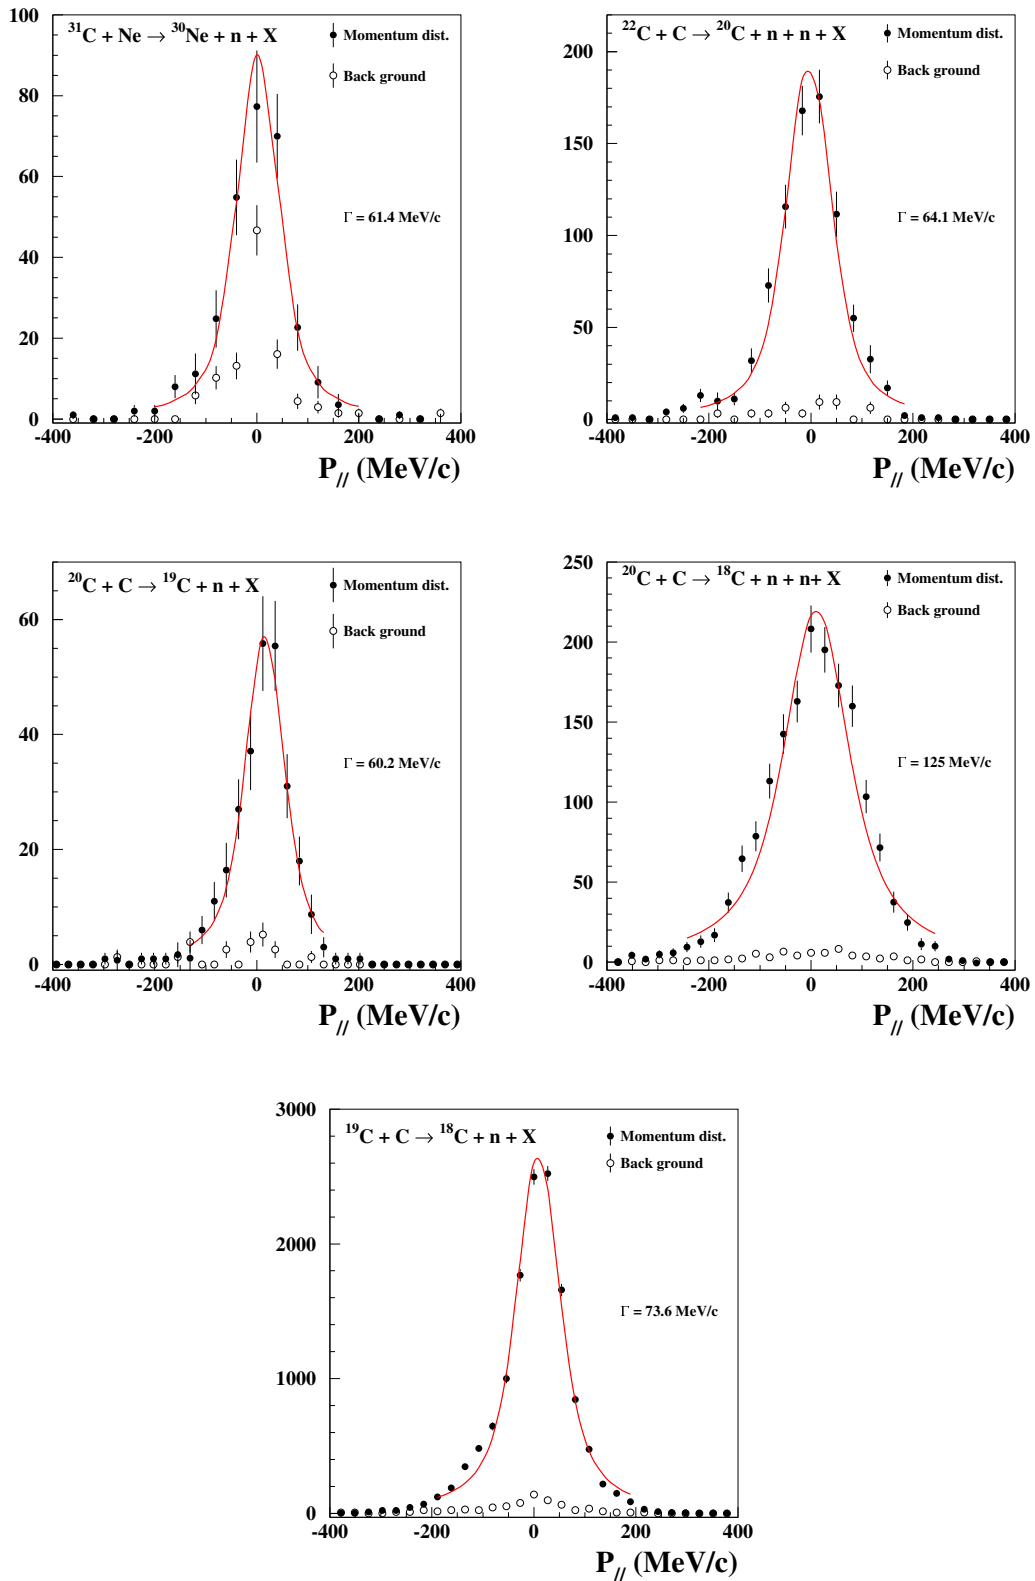 ³¹C + Ne → ³⁰Ne + n + X
Momentum dist.
Back ground
Γ = 61.4 MeV/c
100
80
60
40
20
0
-400 -200 0 200 400
P// (MeV/c)
²²C + C → ²⁰C + n + n + X
Momentum dist.
Back ground
Γ = 64.1 MeV/c
200
150
100
50
0
-400 -200 0 200 400
P// (MeV/c)
²⁰C + C → ¹⁹C + n + X
Momentum dist.
Back ground
Γ = 60.2 MeV/c
60
40
20
0
-400 -200 0 200 400
P// (MeV/c)
²⁰C + C → ¹⁸C + n + n+ X
Momentum dist.
Back ground
Γ = 125 MeV/c
250
200
150
100
50
0
-400 -200 0 200 400
P// (MeV/c)
¹⁹C + C → ¹⁸C + n + X
Momentum dist.
Back ground
Γ = 73.6 MeV/c
3000
2000
1000
0
-400 -200 0 200 400
P// (MeV/c)